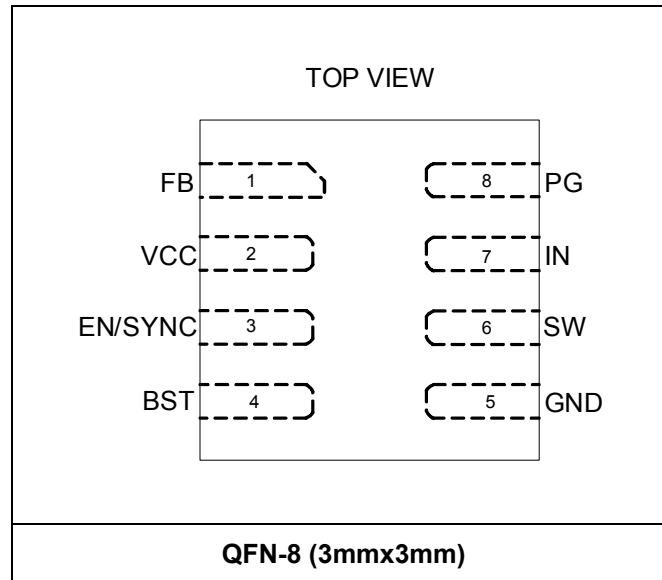 TOP VIEW
FB 1 8 PG
VCC 2 7 IN
EN/SYNC 3 6 SW
BST 4 5 GND
QFN-8 (3mmx3mm)